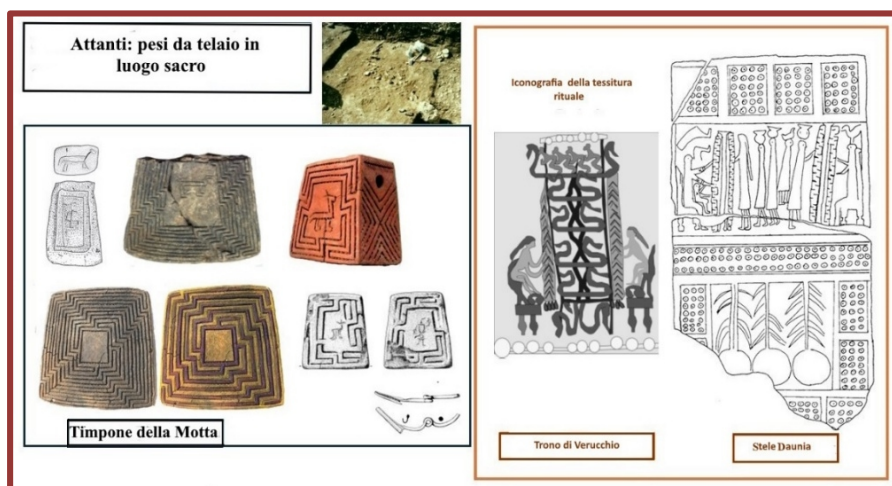 Attanti: pesi da telaio in
luogo sacro
Iconografia della tessitura
rituale
Timpone della Motta
Trono di Verucchio
Stele Daunia